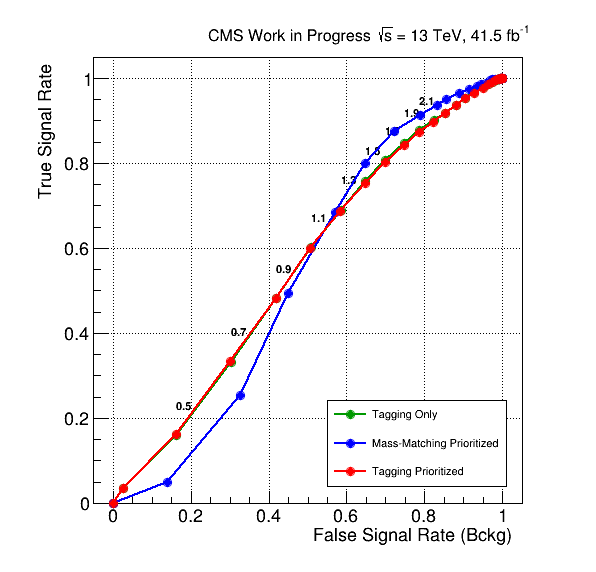 CMS Work in Progress √s = 13 TeV, 41.5 fb-1
True Signal Rate
1
0.8
0.6
0.4
0.2
0
2.1
1.9
1.5
1.3
1.1
0.9
0.7
0.5
Tagging Only
Mass-Matching Prioritized
Tagging Prioritized
0 0.2 0.4 0.6 0.8 1
False Signal Rate (Bckg)